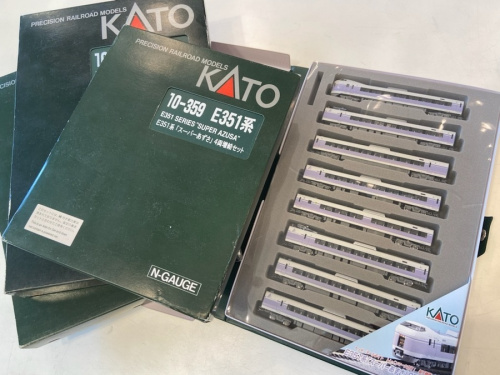 PRECISION RAILROAD MODELS
KATO
PRECISION RAILROAD MODELS
KATO
10-359 E351系
E351 SERIES "SUPER AZUSA"
E351系「スーパーあずさ」4両増結セット
N-GAUGE
KATO